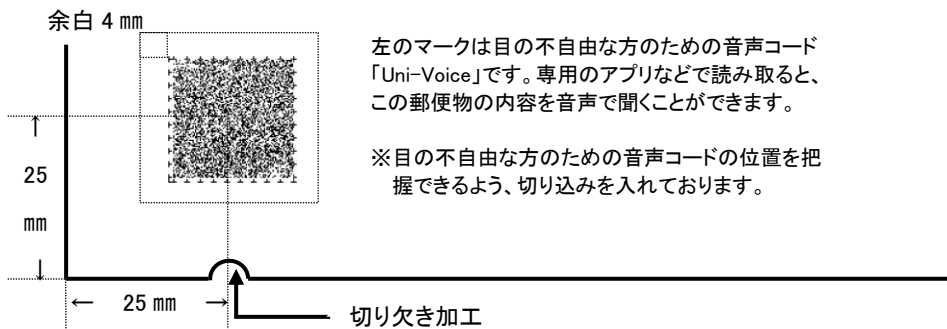 余白 4 mm
左のマークは目の不自由な方のための音声コード
「Uni-Voice」です。専用のアプリなどで読み取ると、
この郵便物の内容を音声で聞くことができます。
※目の不自由な方のための音声コードの位置を把
握できるよう、切り込みを入れております。
↑
25
mm
↓
← 25 mm →
切り欠き加工